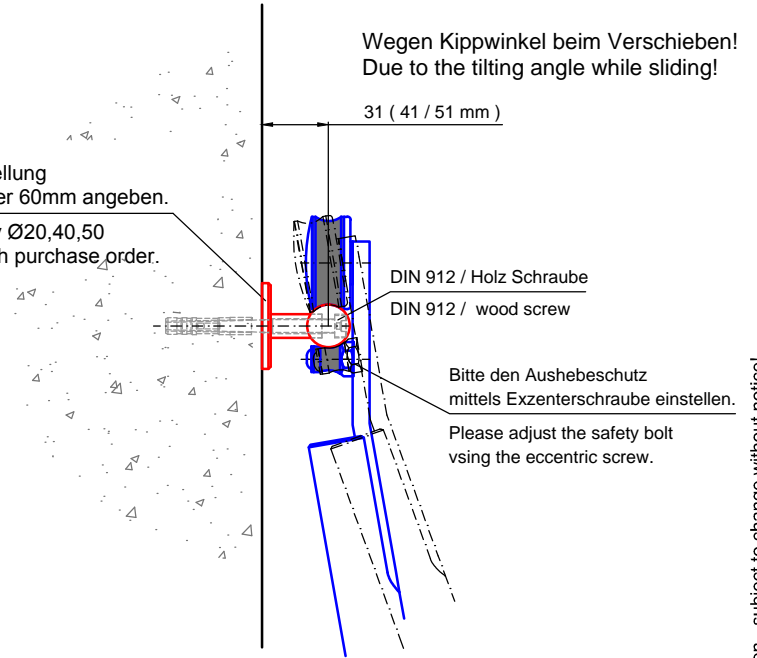 Wegen Kippwinkel beim Verschieben!
Due to the tilting angle while sliding!
31 ( 41 / 51 mm )
60mm angeben.
Ø20,40,50
purchase order.
DIN 912 / Holz Schraube
DIN 912 / wood screw
Bitte den Aushebeschutz
mittels Exzenterschraube einstellen.
Please adjust the safety bolt
vsing the eccentric screw.
subject to change without notice!